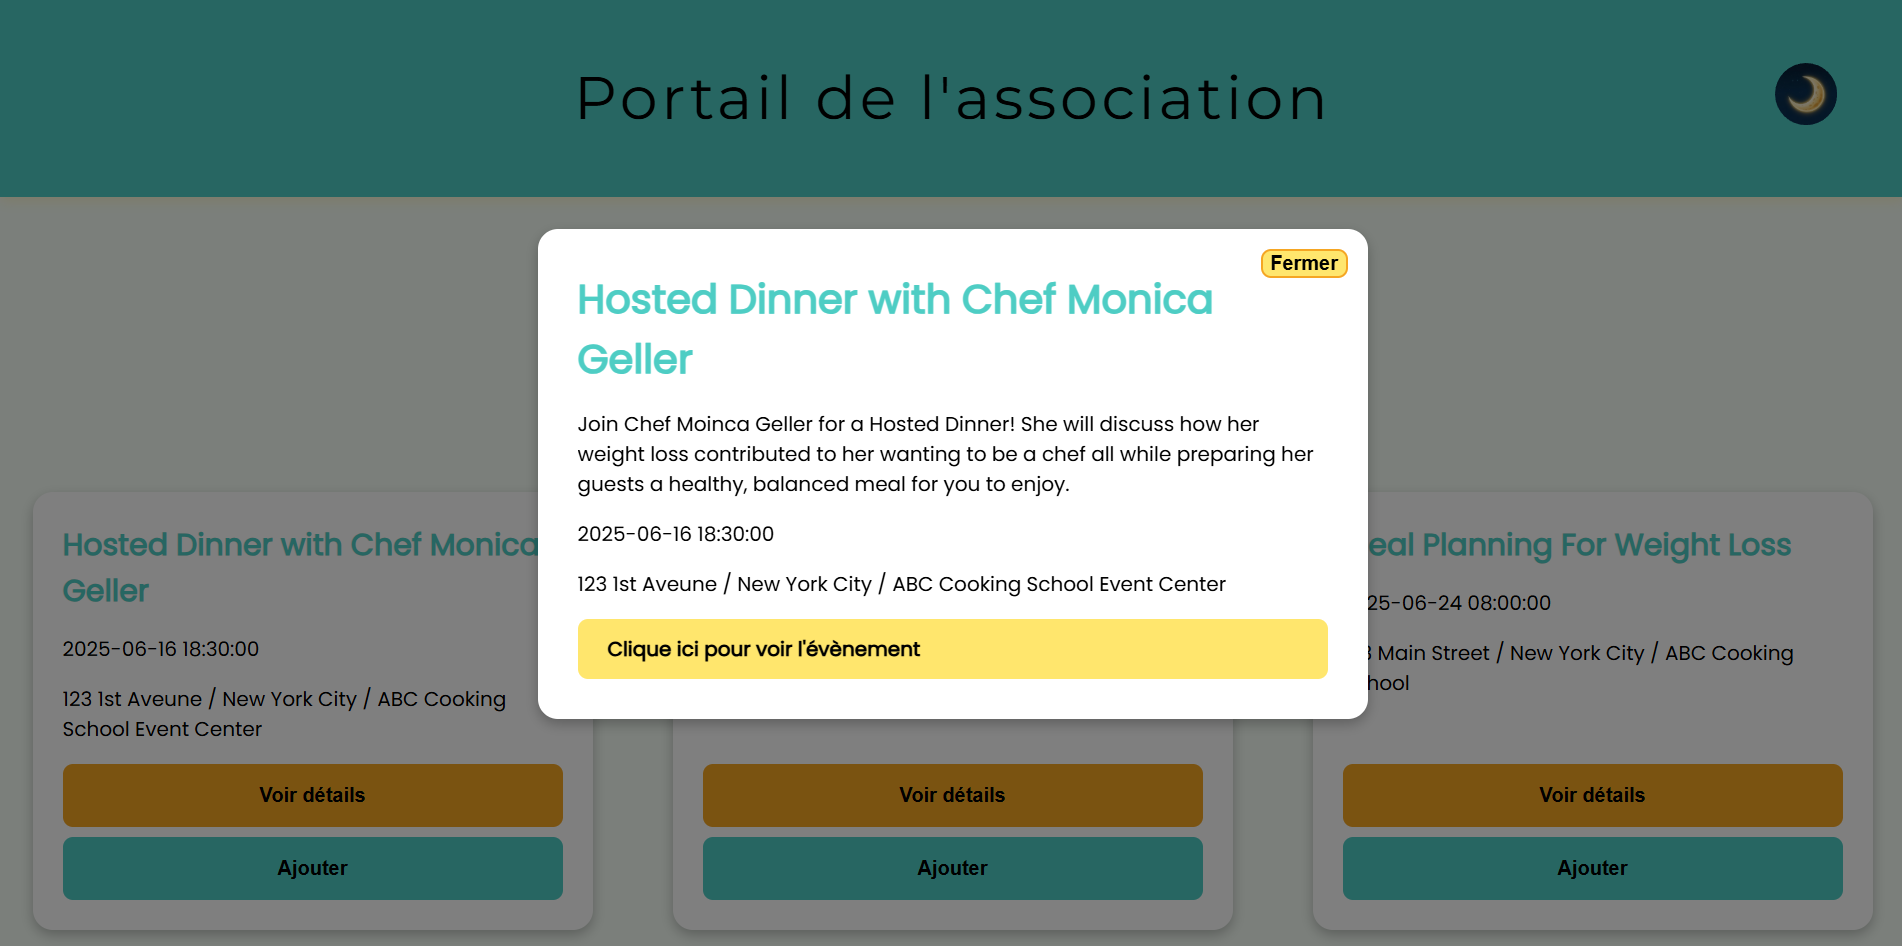 Portail de l'association
Fermer
Hosted Dinner with Chef Monica
Geller
Join Chef Moinca Geller for a Hosted Dinner! She will discuss how her
weight loss contributed to her wanting to be a chef all while preparing her
guests a healthy, balanced meal for you to enjoy.
2025-06-16 18:30:00
123 1st Aveune / New York City / ABC Cooking School Event Center
Clique ici pour voir l'évènement
Hosted Dinner with Chef Monica
Geller
2025-06-16 18:30:00
123 1st Aveune / New York City / ABC Cooking
School Event Center
Voir détails
Ajouter
Voir détails
Ajouter
eal Planning For Weight Loss
25-06-24 08:00:00
Main Street / New York City / ABC Cooking
hool
Voir détails
Ajouter